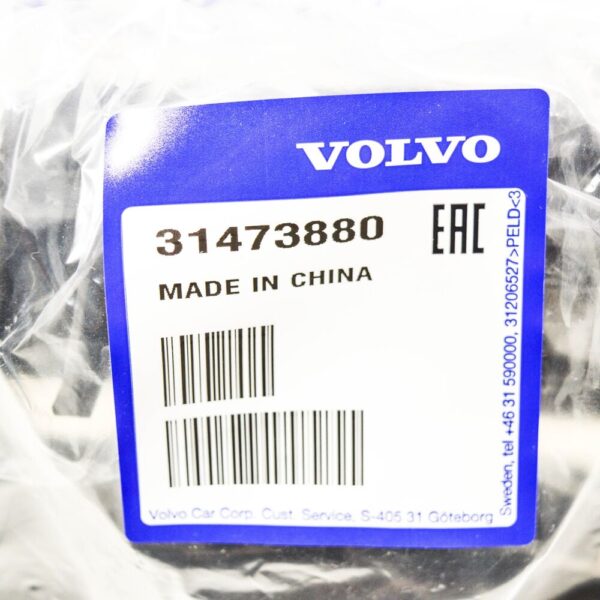 VOLVO
31473880
EAC
MADE IN CHINA
Volvo Car Corp. Cust. Service, S-405 31 Göteborg
Sweden, tel +46 31 590000, 31206527>PELD<3